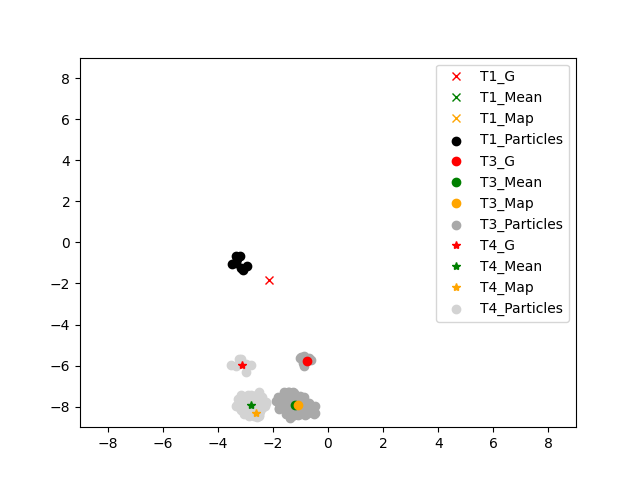 8
6
4
2
0
−2
−4
−6
−8
−8
−6
−4
−2
0
2
4
6
8
T1_G
T1_Mean
T1_Map
T1_Particles
T3_G
T3_Mean
T3_Map
T3_Particles
T4_G
T4_Mean
T4_Map
T4_Particles